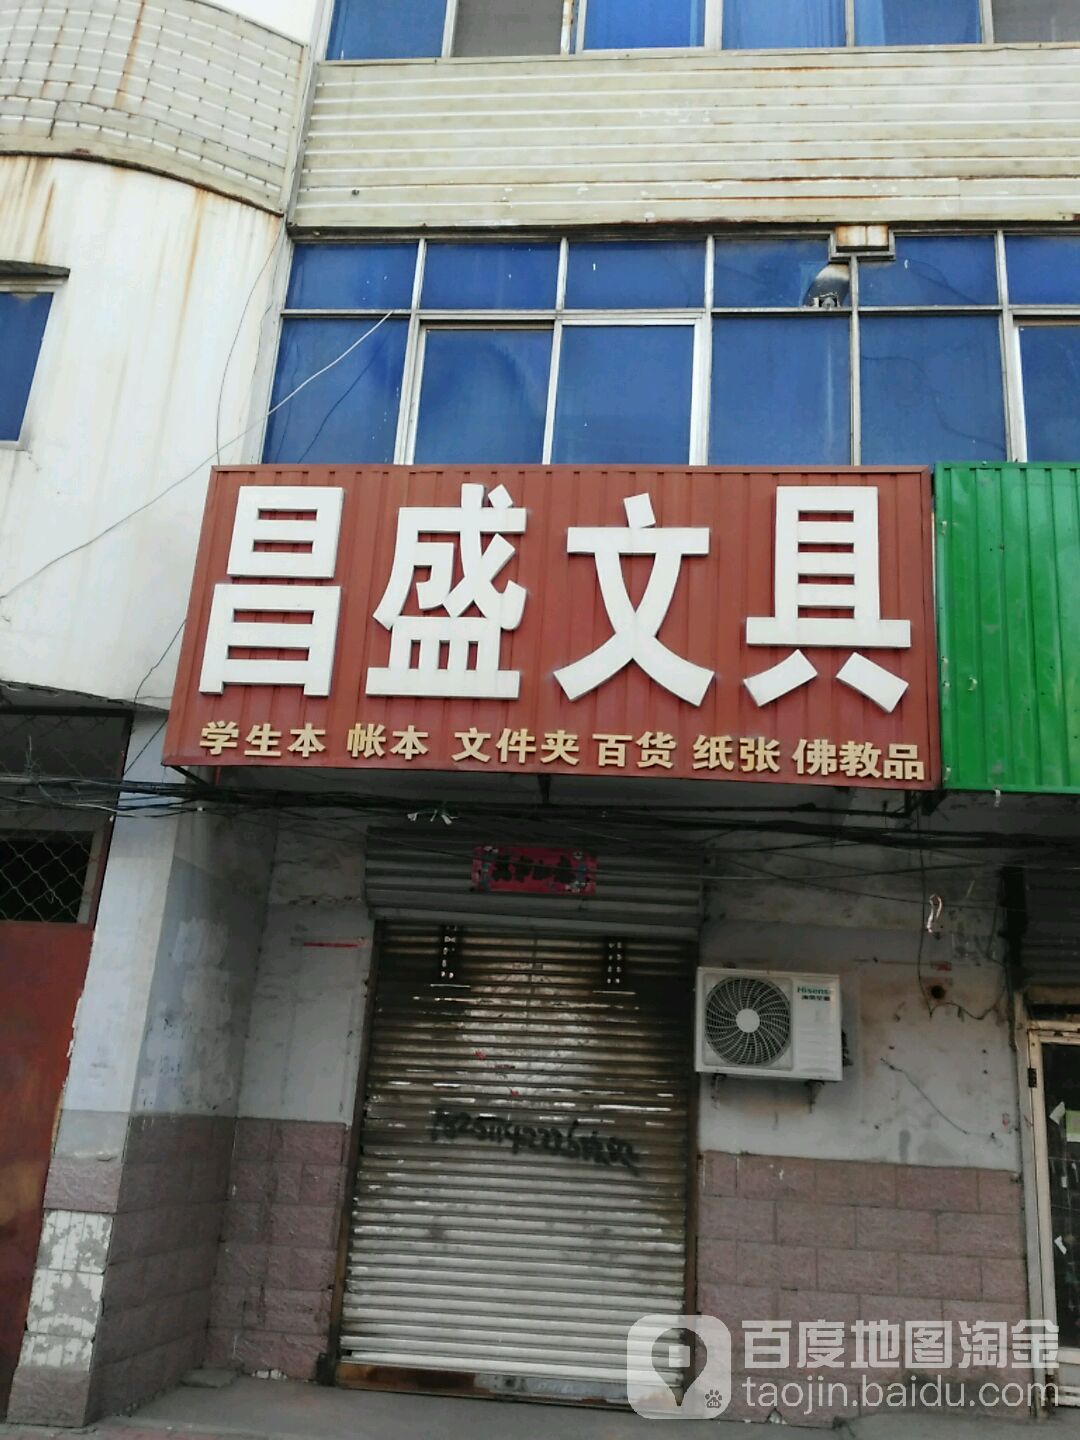 昌盛文具
学生本 帐本 文件夹 百货 纸张 佛教品
Hisense
百度地图淘金
taojin.baidu.com